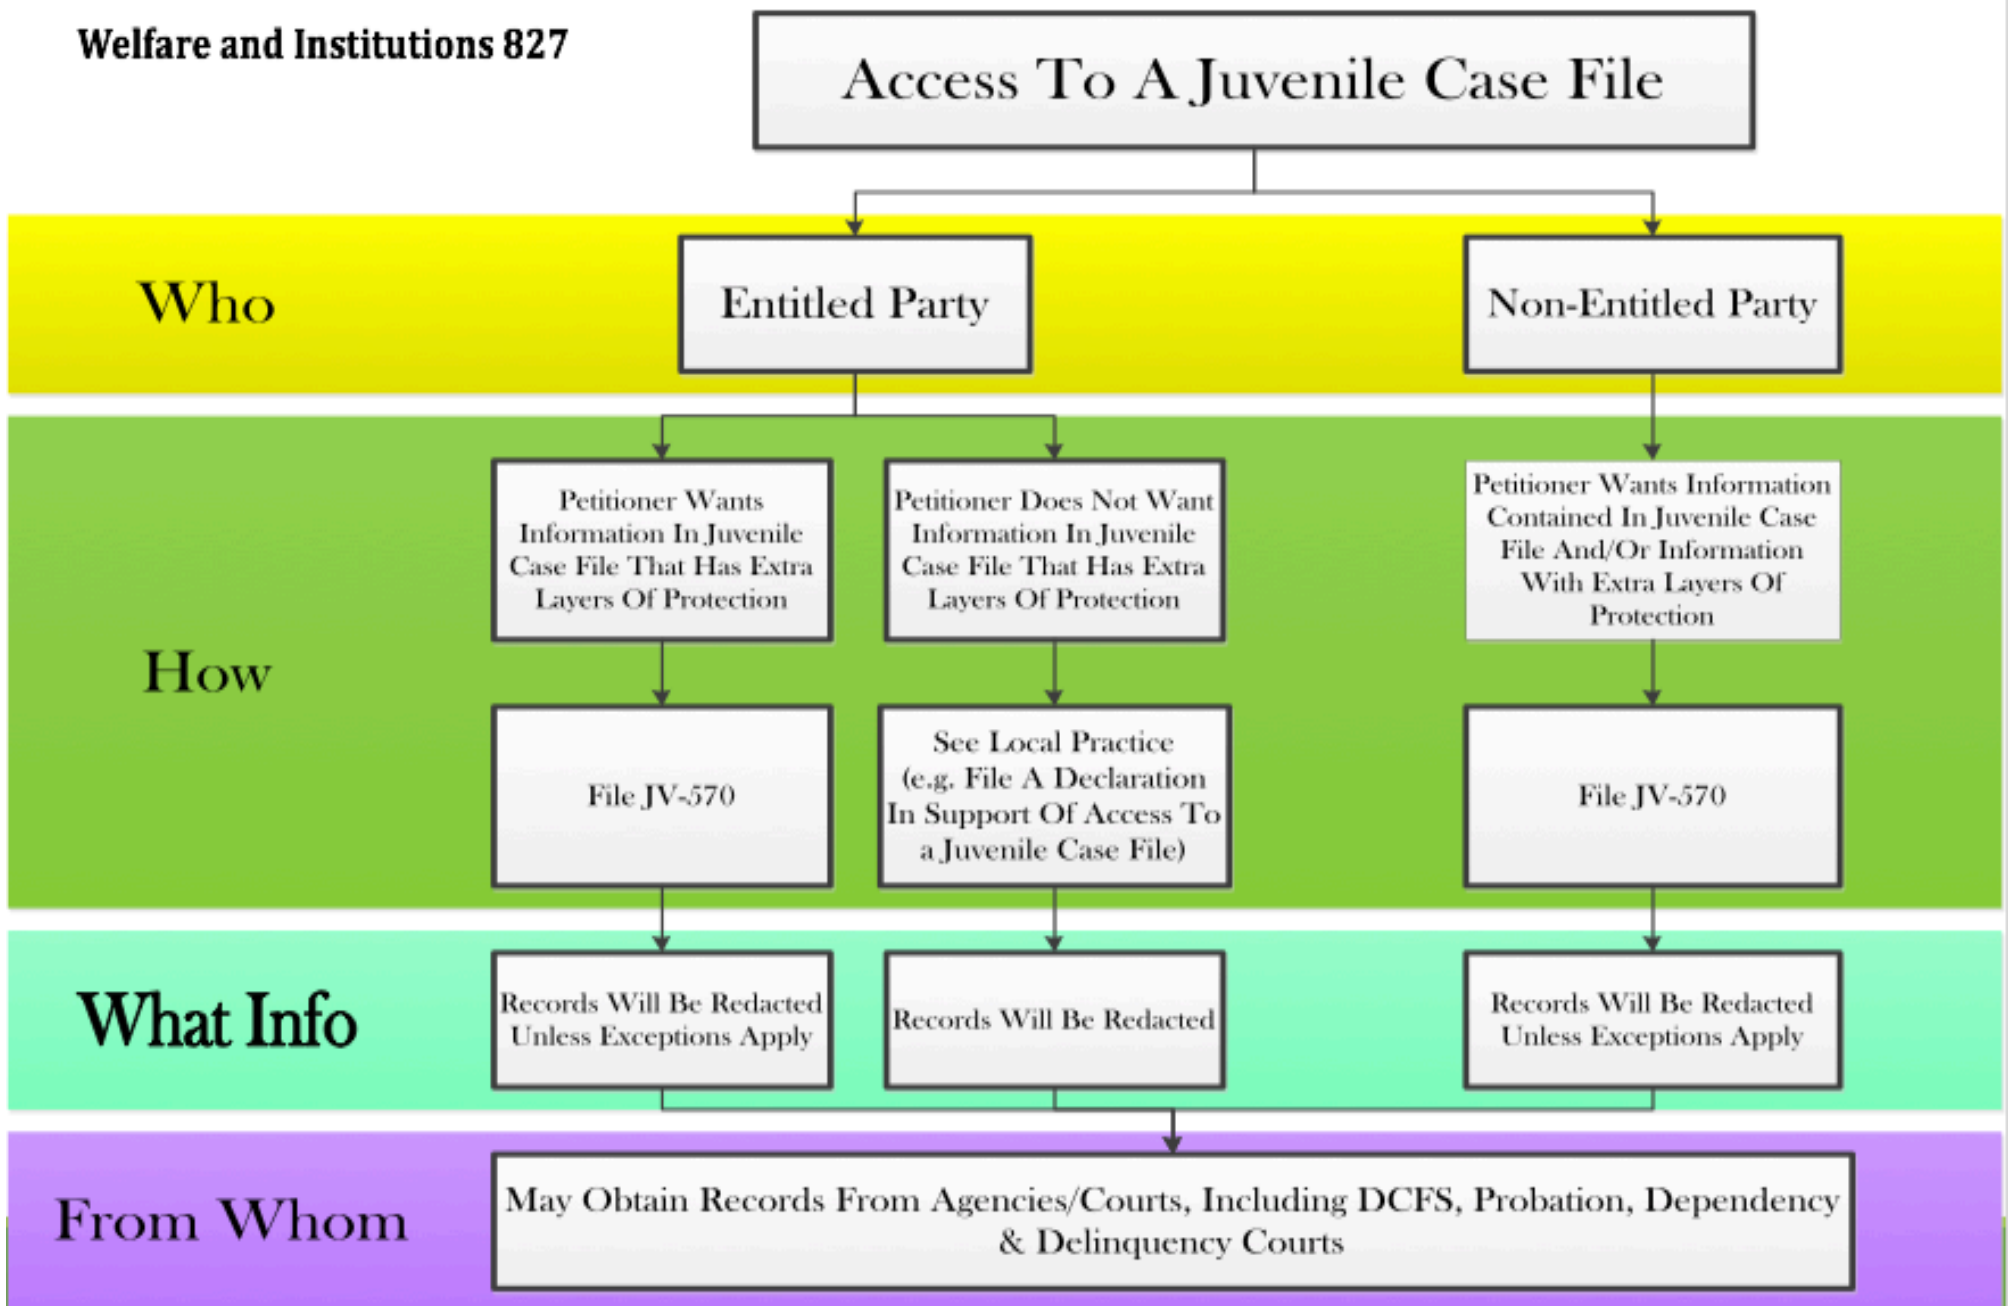 Welfare and Institutions 827
Access To A Juvenile Case File
Who
Entitled Party
Non-Entitled Party
How
Petitioner Wants
Information In Juvenile
Case File That Has Extra
Layers Of Protection
Petitioner Does Not Want
Information In Juvenile
Case File That Has Extra
Layers Of Protection
Petitioner Wants Information
Contained In Juvenile Case
File And/Or Information
With Extra Layers Of
Protection
File JV-570
See Local Practice
(e.g. File A Declaration
In Support Of Access To
a Juvenile Case File)
File JV-570
What Info
Records Will Be Redacted
Unless Exceptions Apply
Records Will Be Redacted
Records Will Be Redacted
Unless Exceptions Apply
From Whom
May Obtain Records From Agencies/Courts, Including DCFS, Probation, Dependency
& Delinquency Courts